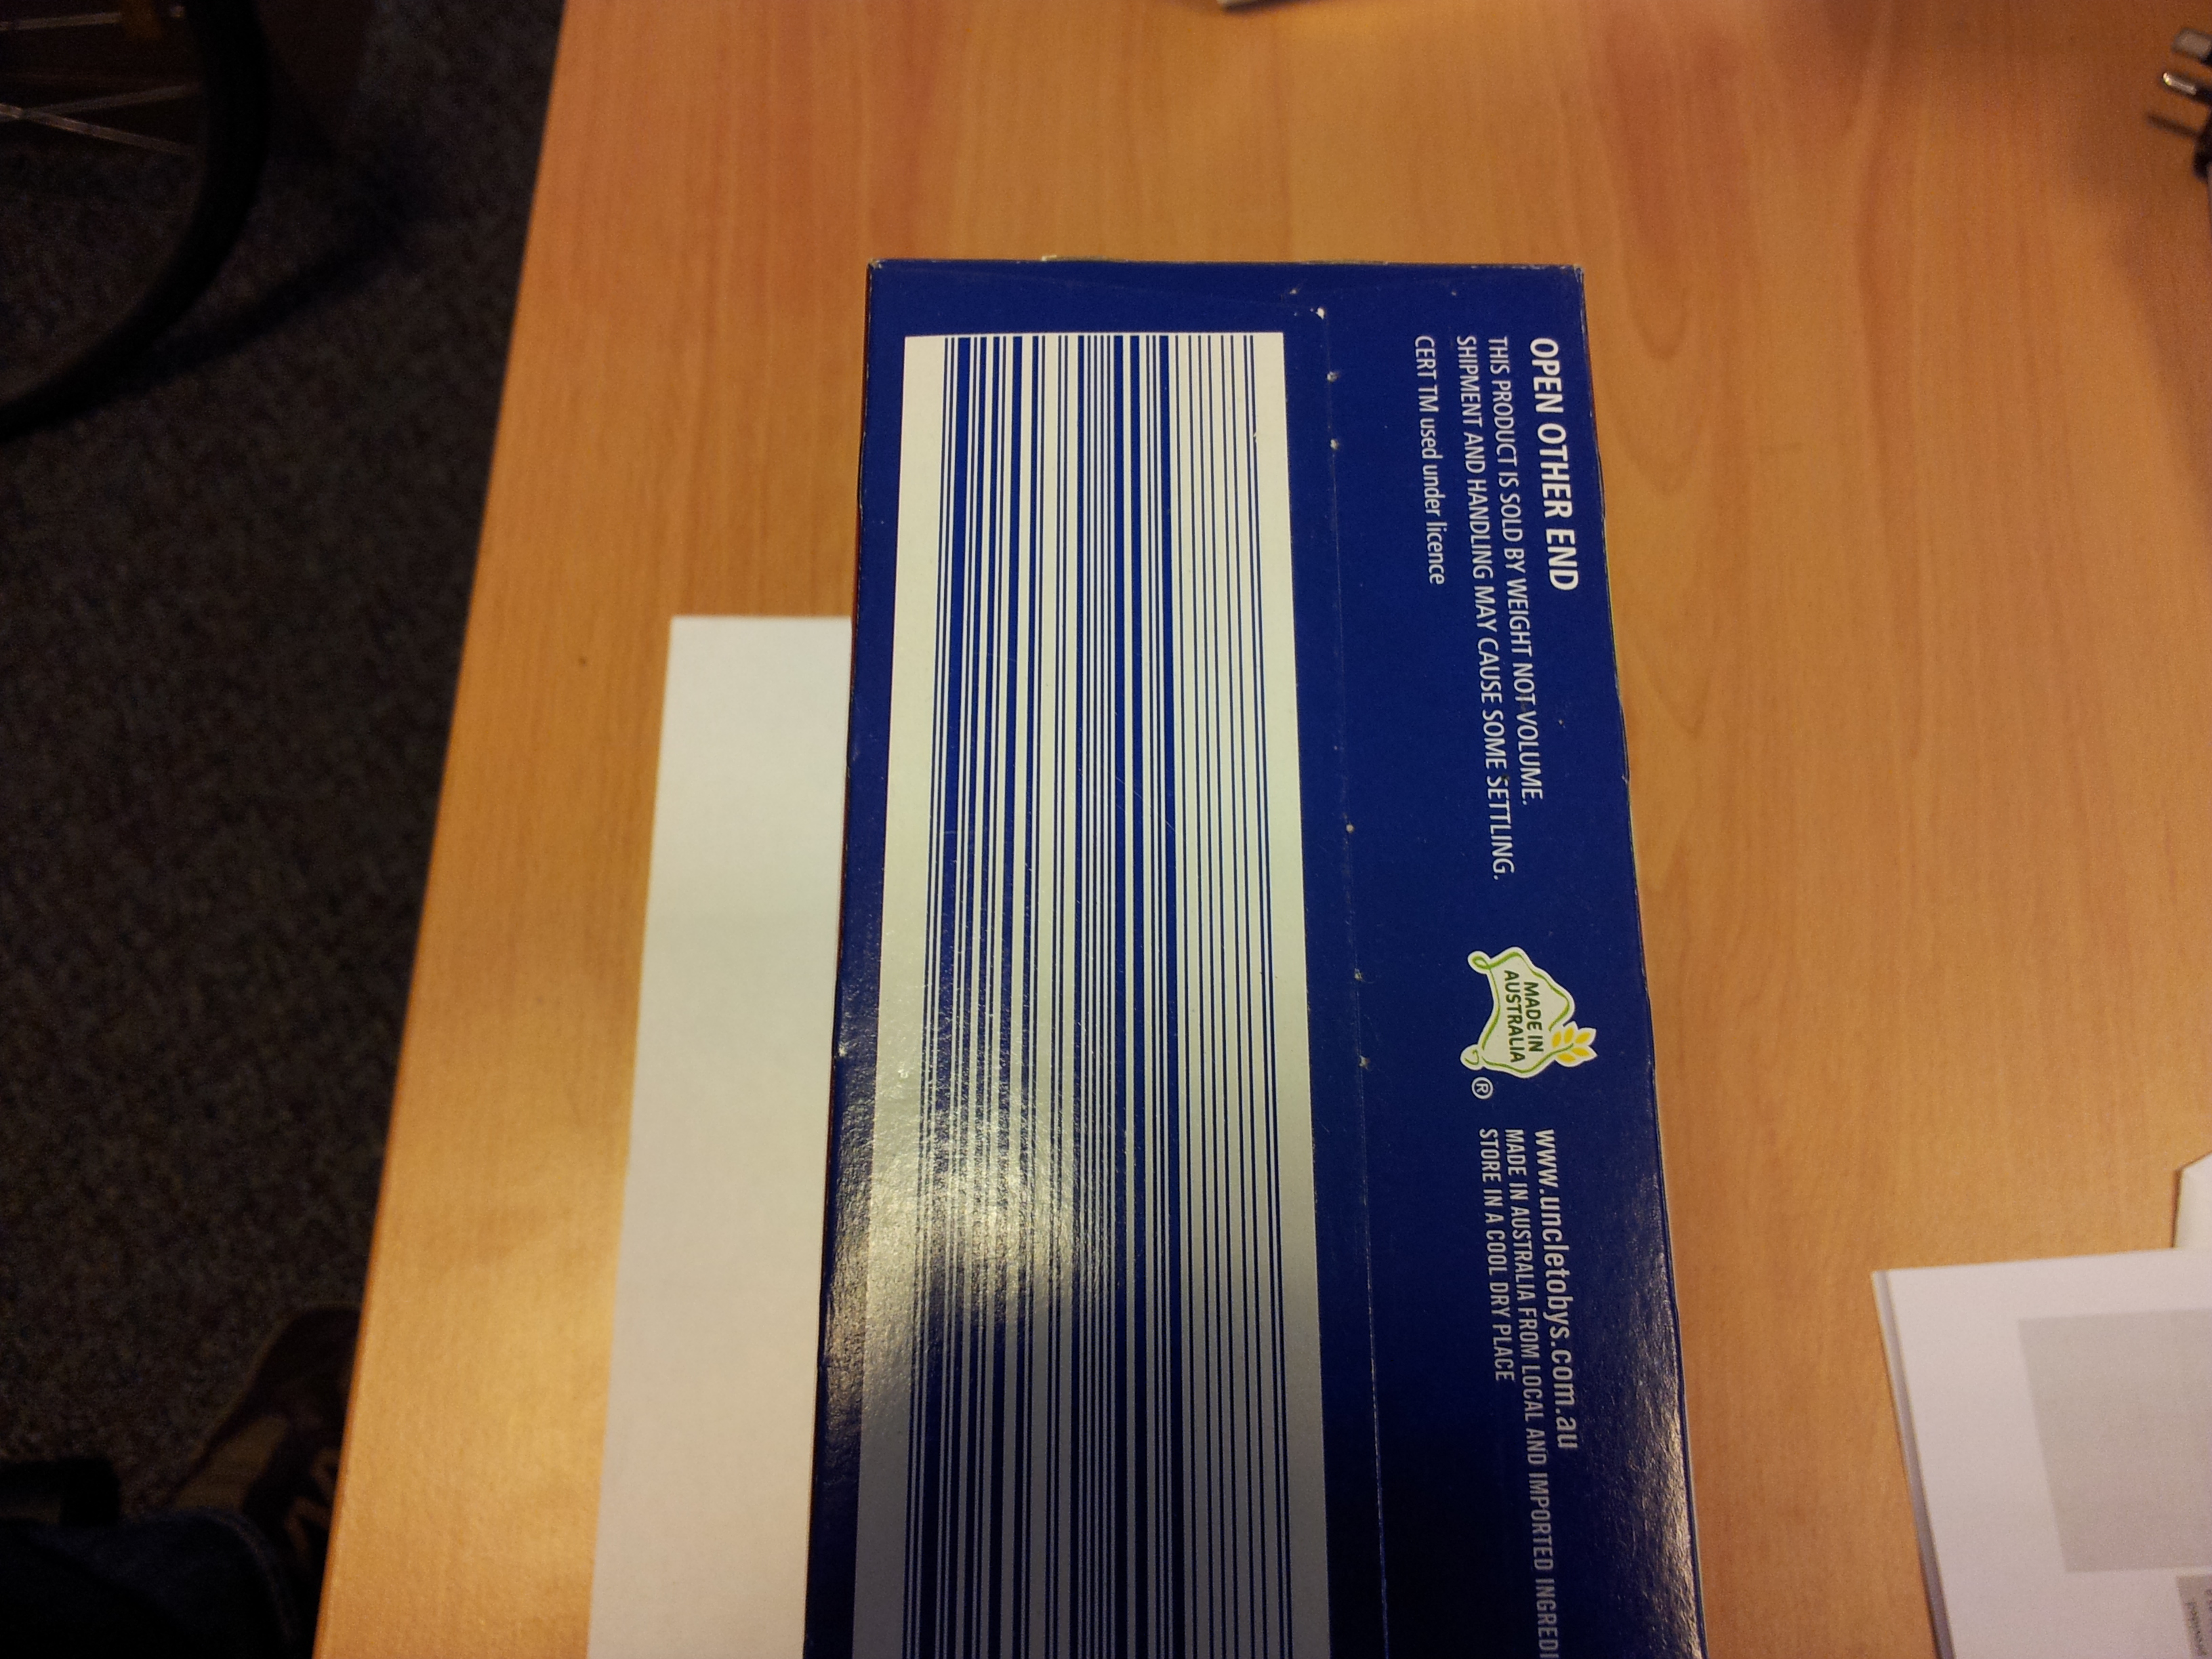 OPEN OTHER END
THIS PRODUCT IS SOLD BY WEIGHT NOT VOLUME.
SHIPMENT AND HANDLING MAY CAUSE SOME SETTLING.
CERT TM used under licence
MADE IN
AUSTRALIA
®
www.uncletobys.com.au
MADE IN AUSTRALIA FROM LOCAL AND IMPORTED INGREDI
STORE IN A COOL DRY PLACE
provided.
as a